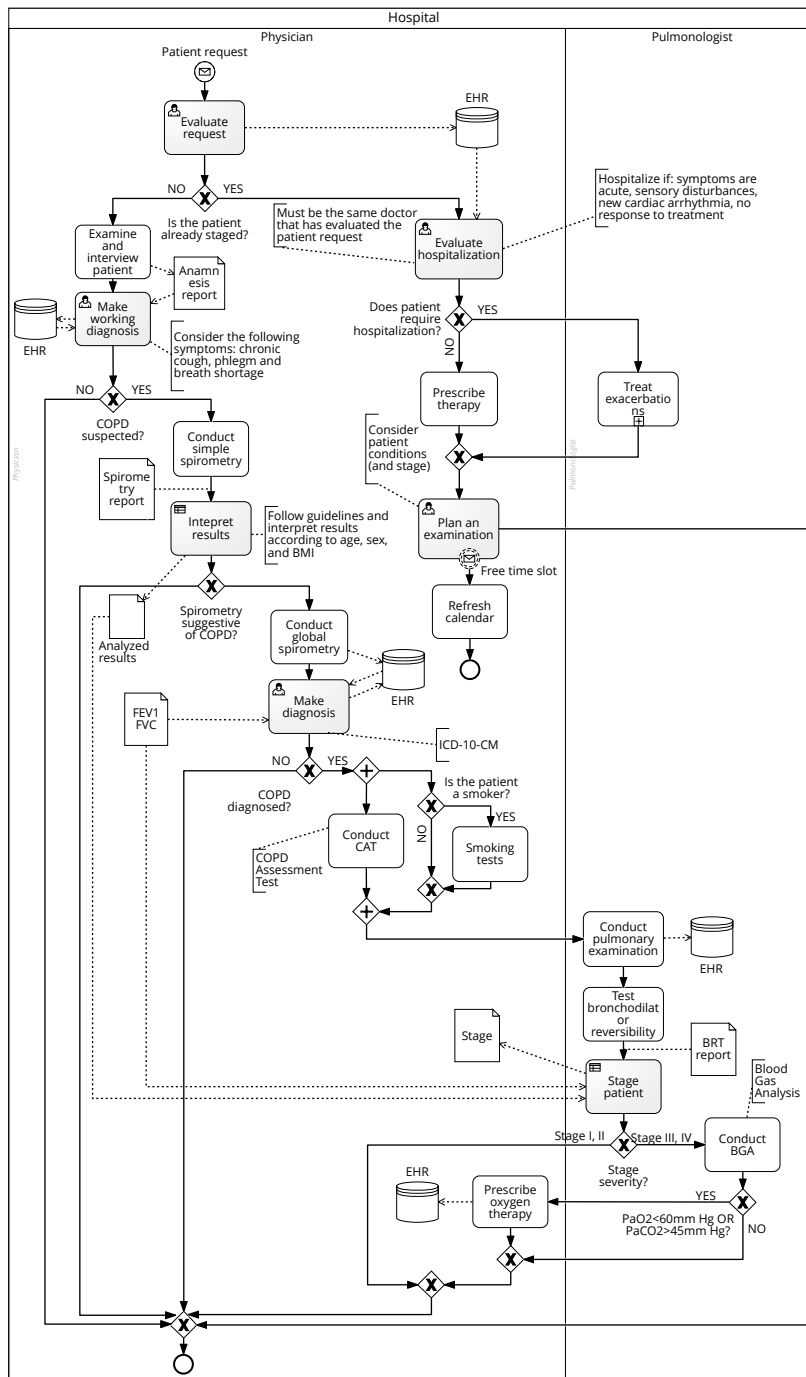 Hospital
Physician
Pulmonologist
Patient request
Evaluate
request
EHR
NO
YES
Is the patient
already staged?
Must be the same doctor
that has evaluated the
patient request
Evaluate
hospitalization
Hospitalize if: symptoms are
acute, sensory disturbances,
new cardiac arrhythmia, no
response to treatment
Examine
and
interview
patient
Anamn
esis
report
Make
working
diagnosis
EHR
Consider the following
symptoms: chronic
cough, phlegm and
breath shortage
Does patient
require
hospitalization?
YES
NO
Prescribe
therapy
Treat
exacerbatio
ns
NO
YES
COPD
suspected?
Conduct
simple
spirometry
Consider
patient
conditions
(and stage)
Physician
Pulmonologist
Spirome
try
report
Intepret
results
Follow guidelines and
interpret results
according to age, sex,
and BMI
Plan an
examination
Free time slot
Refresh
calendar
Spirometry
suggestive
of COPD?
Analyzed
results
Conduct
global
spirometry
EHR
Make
diagnosis
FEV1
FVC
ICD-10-CM
NO
YES
COPD
diagnosed?
Is the patient
a smoker?
YES
NO
Conduct
CAT
Smoking
tests
COPD
Assessment
Test
Conduct
pulmonary
examination
EHR
Test
bronchodilat
or
reversibility
Stage
BRT
report
Stage
patient
Blood
Gas
Analysis
Stage I, II
Stage III, IV
Stage
severity?
Conduct
BGA
EHR
Prescribe
oxygen
therapy
YES
NO
PaO2<60mm Hg OR
PaCO2>45mm Hg?